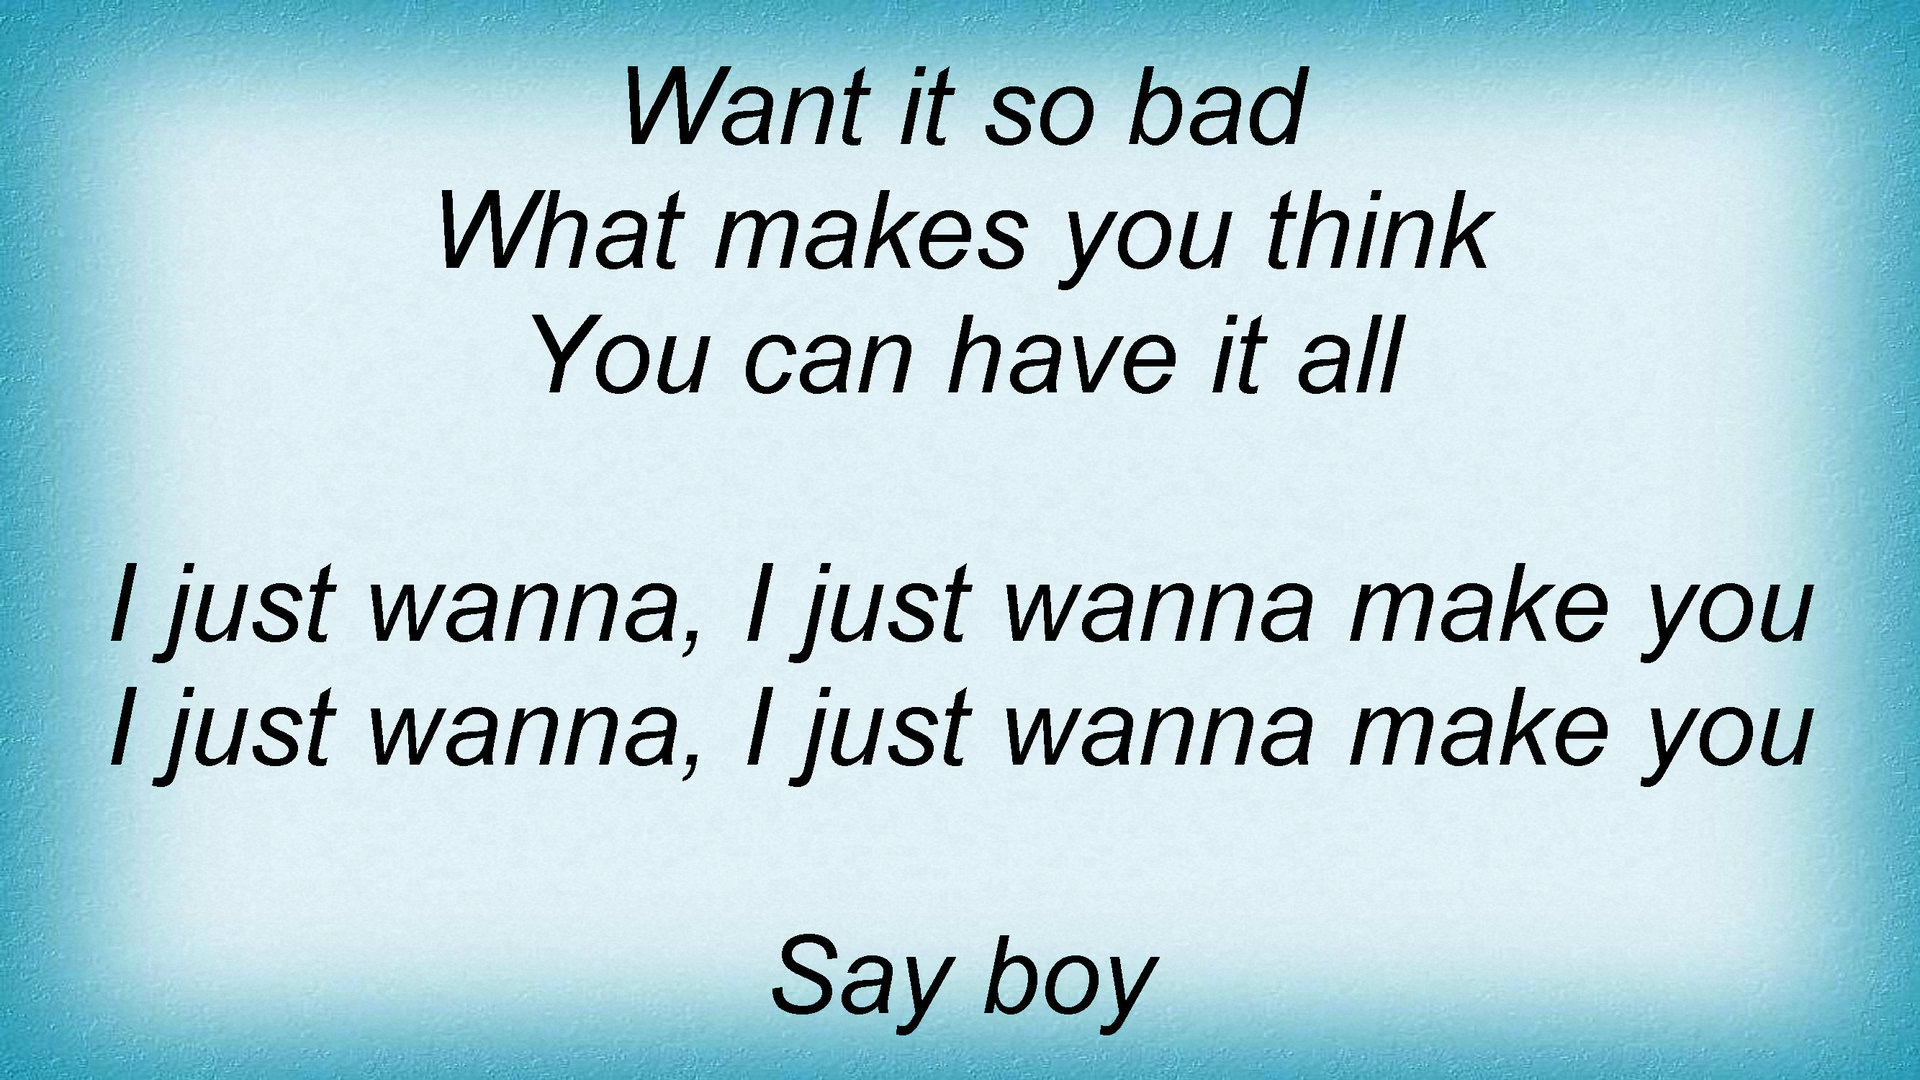 Want it so bad
What makes you think
You can have it all
I just wanna, I just wanna make you
I just wanna, I just wanna make you
Say boy